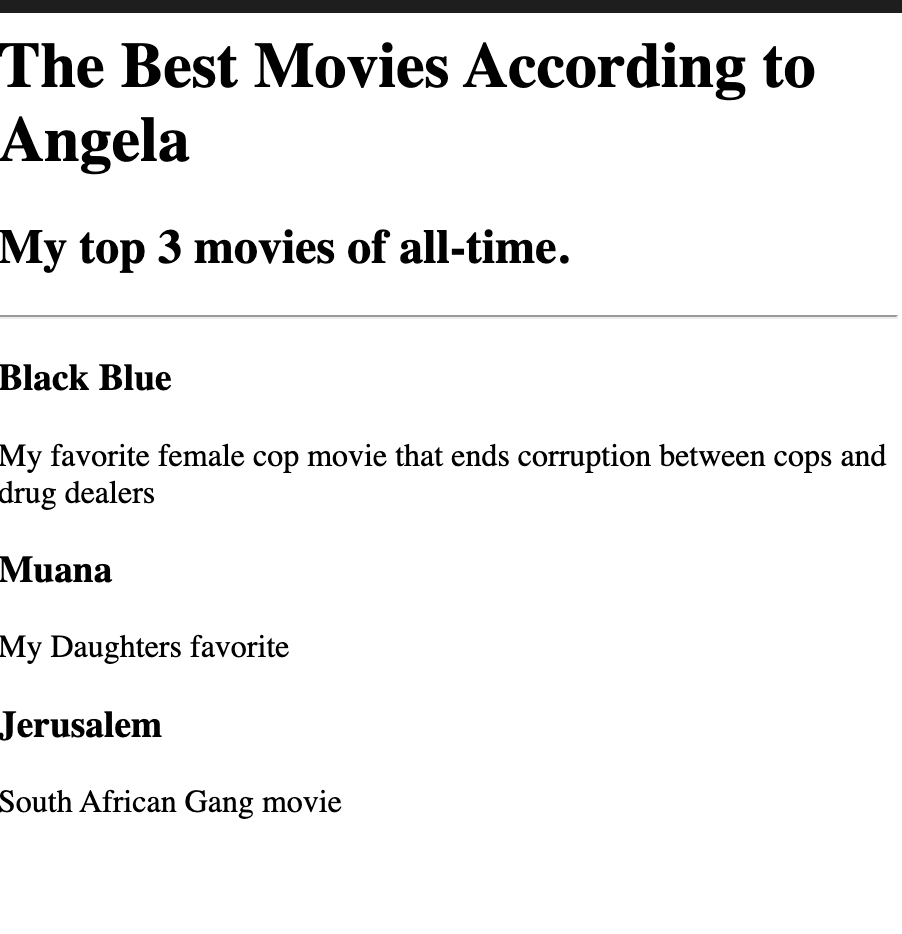 The Best Movies According to
Angela
My top 3 movies of all-time.
Black Blue
My favorite female cop movie that ends corruption between cops and
drug dealers
Muana
My Daughters favorite
Jerusalem
South African Gang movie